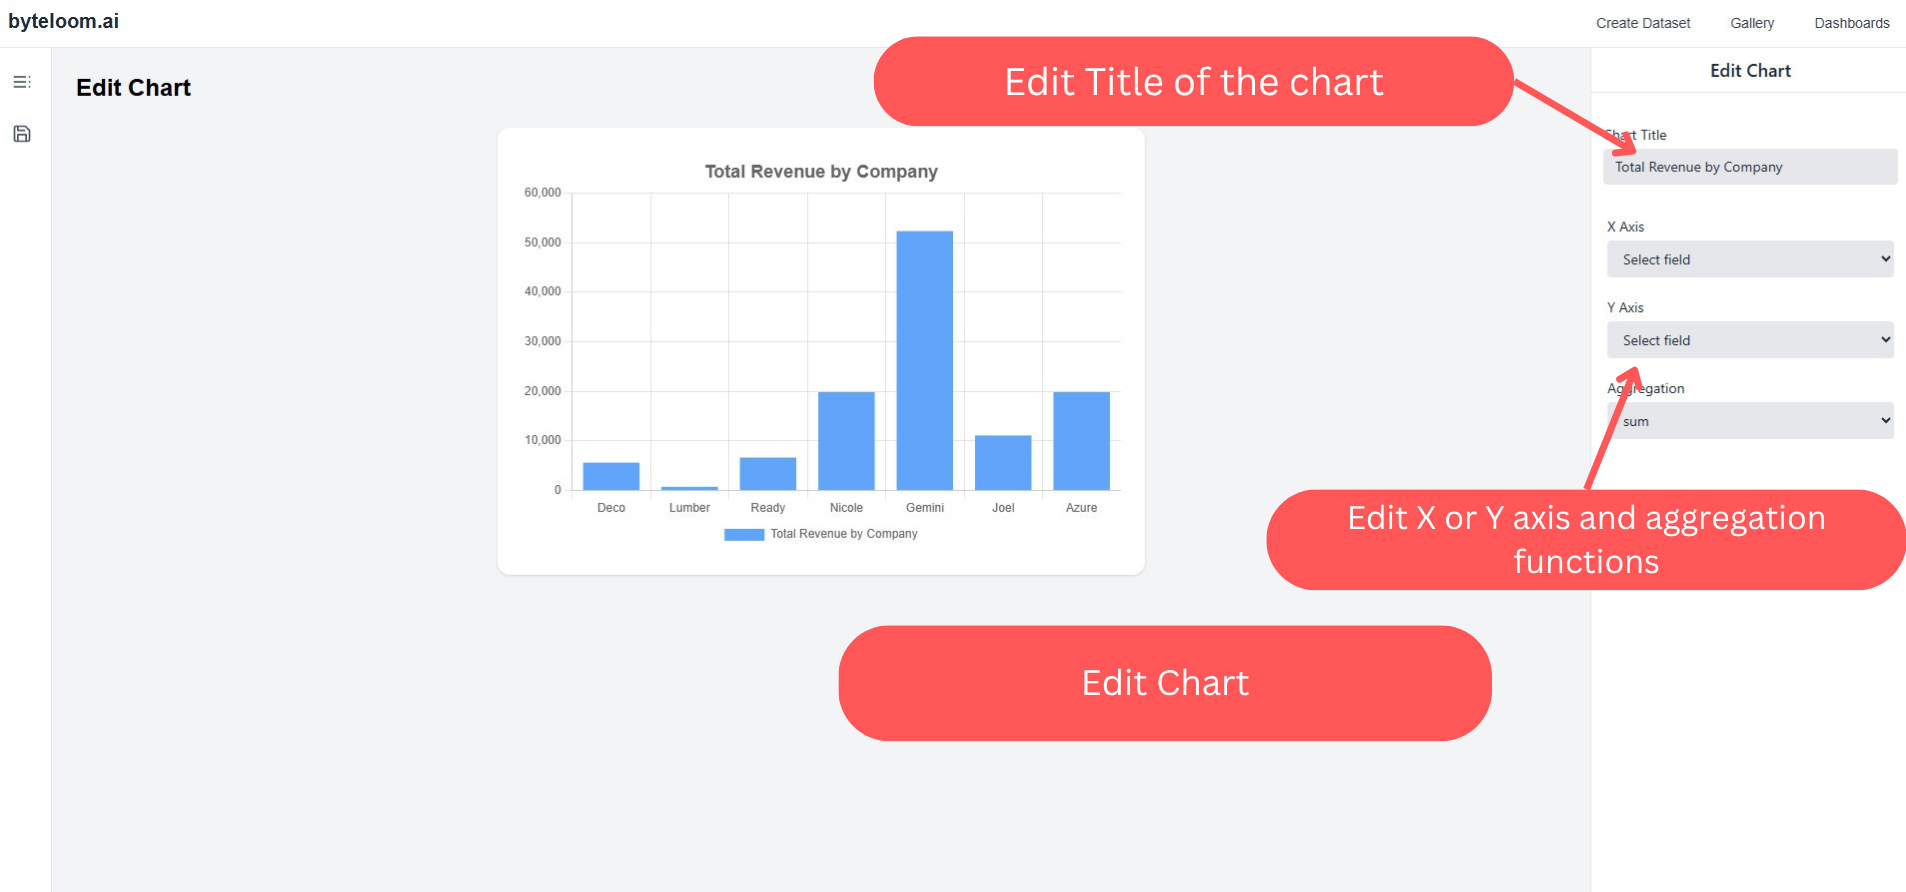 byteloom.ai
Create Dataset
Gallery
Dashboards
Edit Chart
Edit Title of the chart
Edit Chart
Chart Title
Total Revenue by Company
X Axis
Select field
Y Axis
Select field
Aggregation
sum
Total Revenue by Company
60,000
50,000
40,000
30,000
20,000
10,000
0
Deco
Lumber
Ready
Nicole
Gemini
Joel
Azure
Total Revenue by Company
Edit X or Y axis and aggregation
functions
Edit Chart